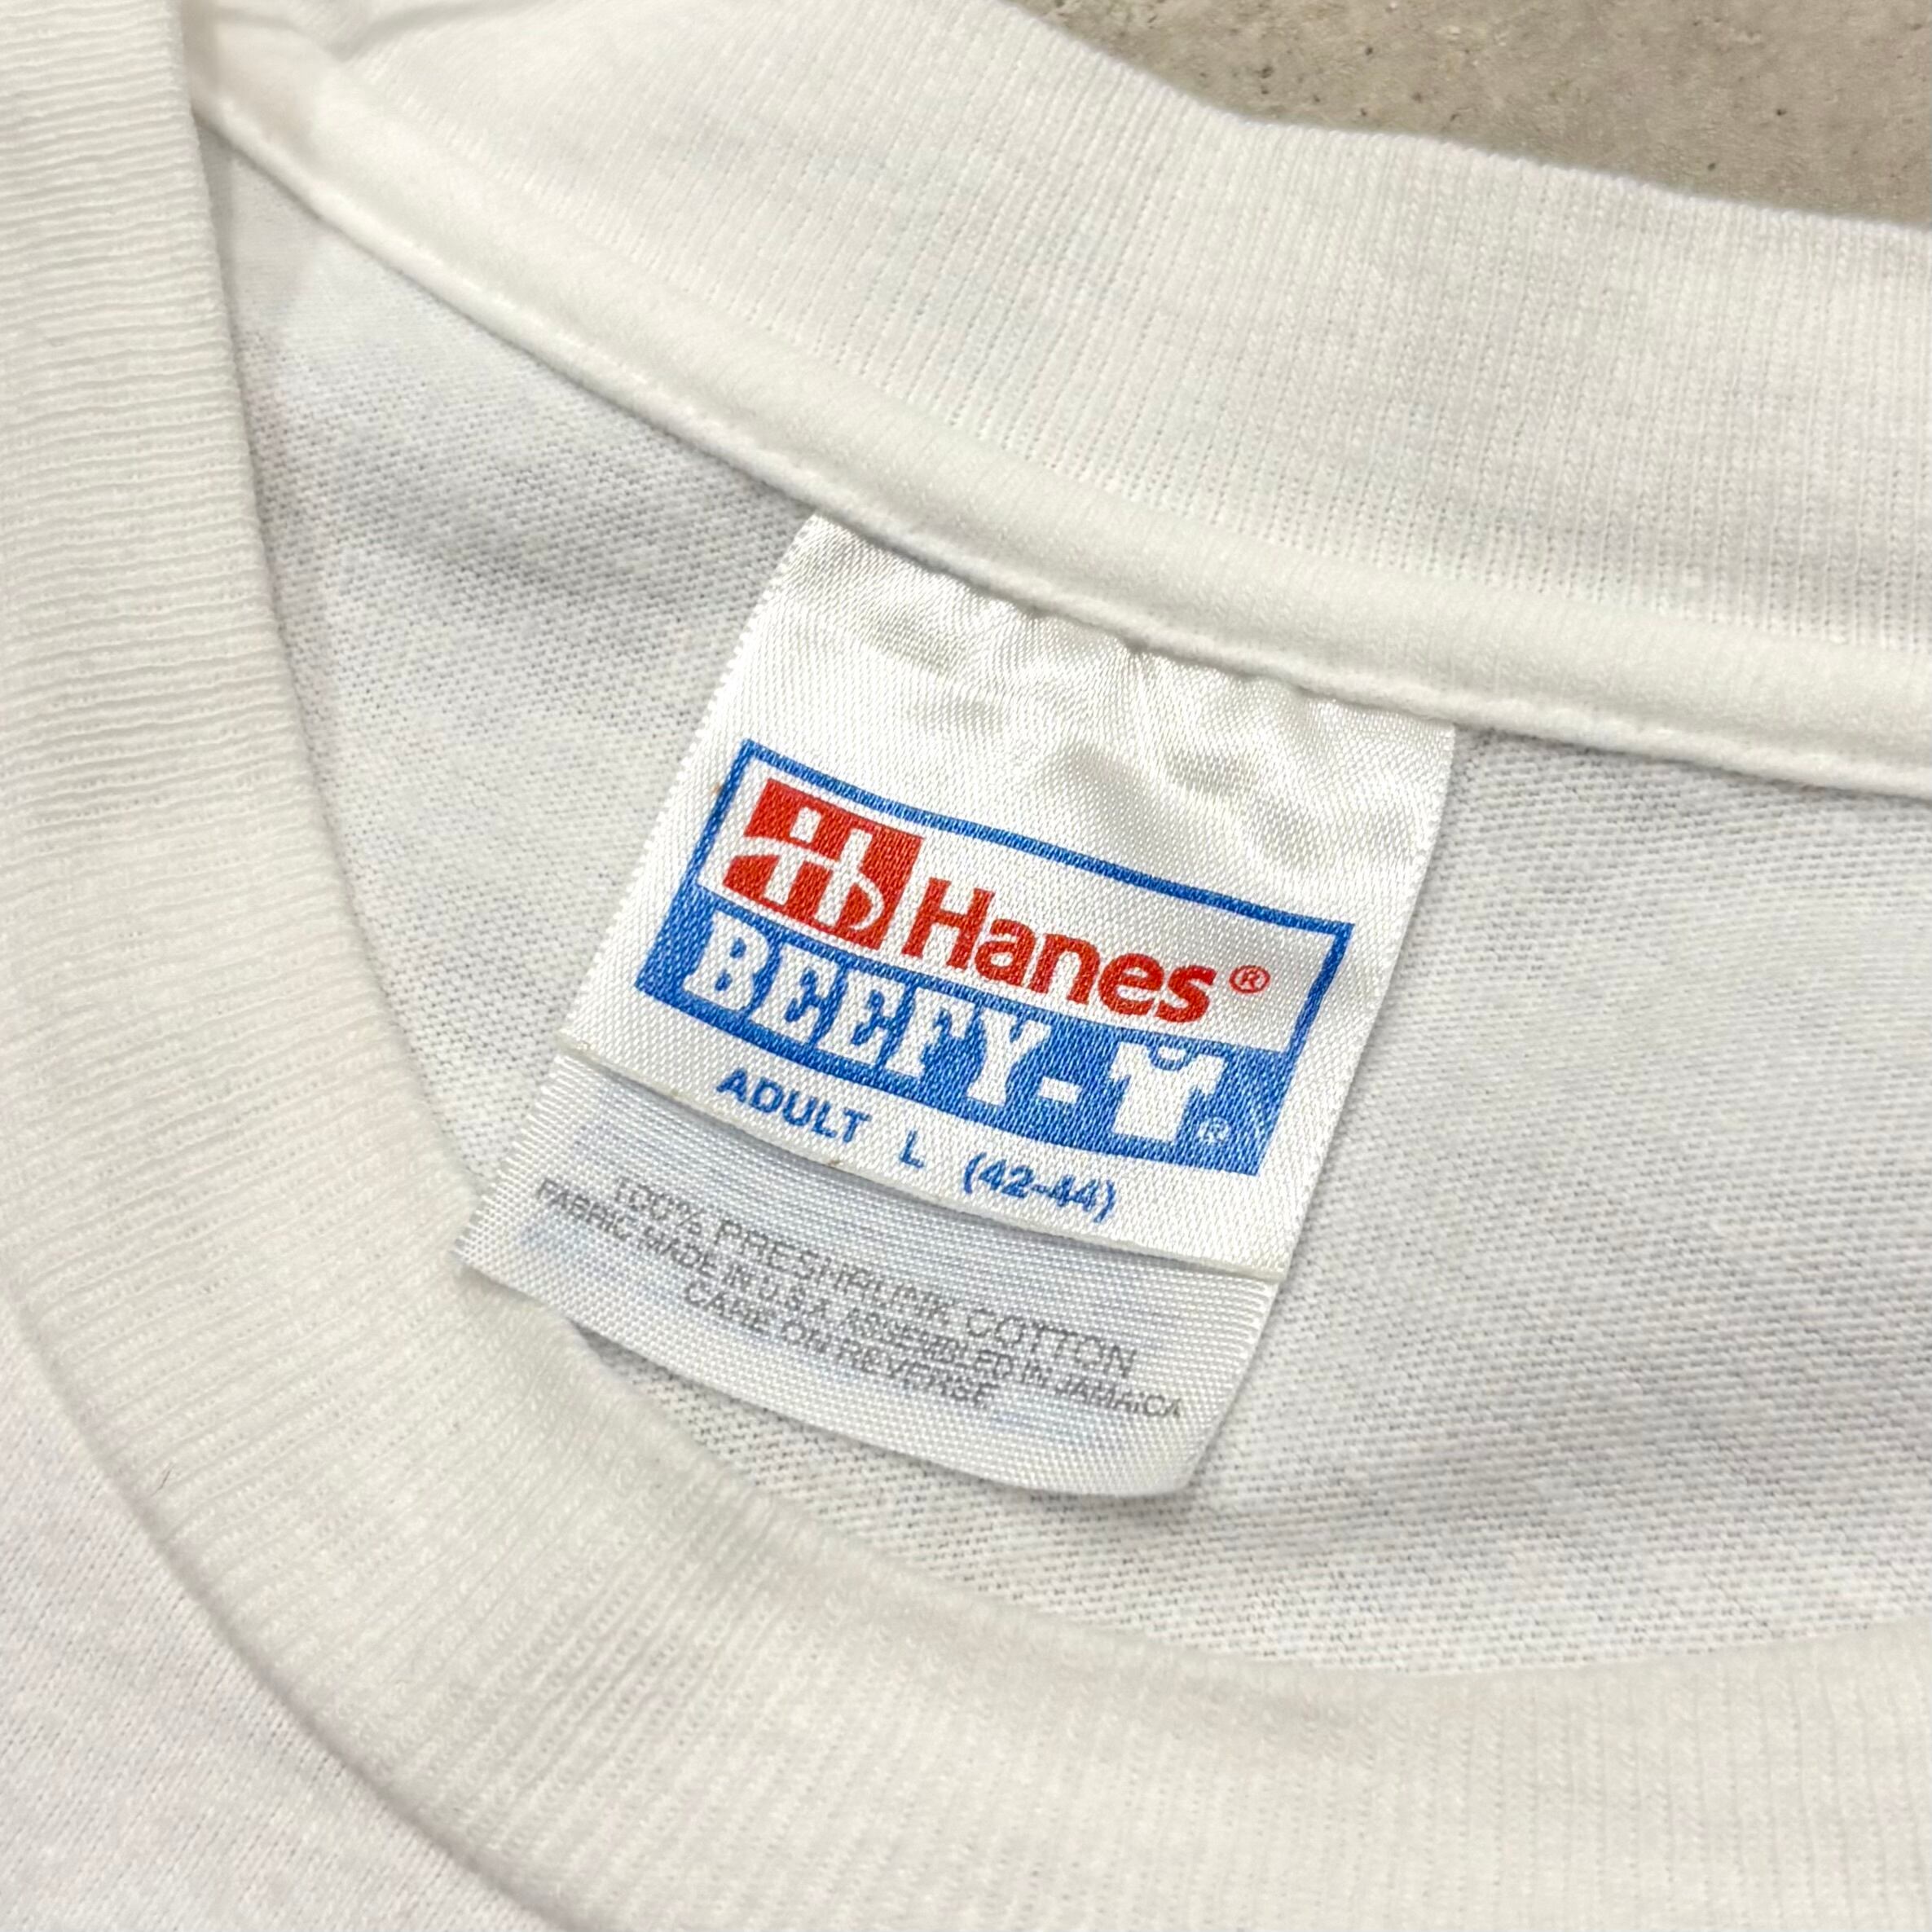 Hanes®
BEEFY-T®
ADULT L (42-44)
100% PRESHRUNK COTTON
FABRIC MADE IN U.S.A. ASSEMBLED IN JAMAICA
CARE ON REVERSE